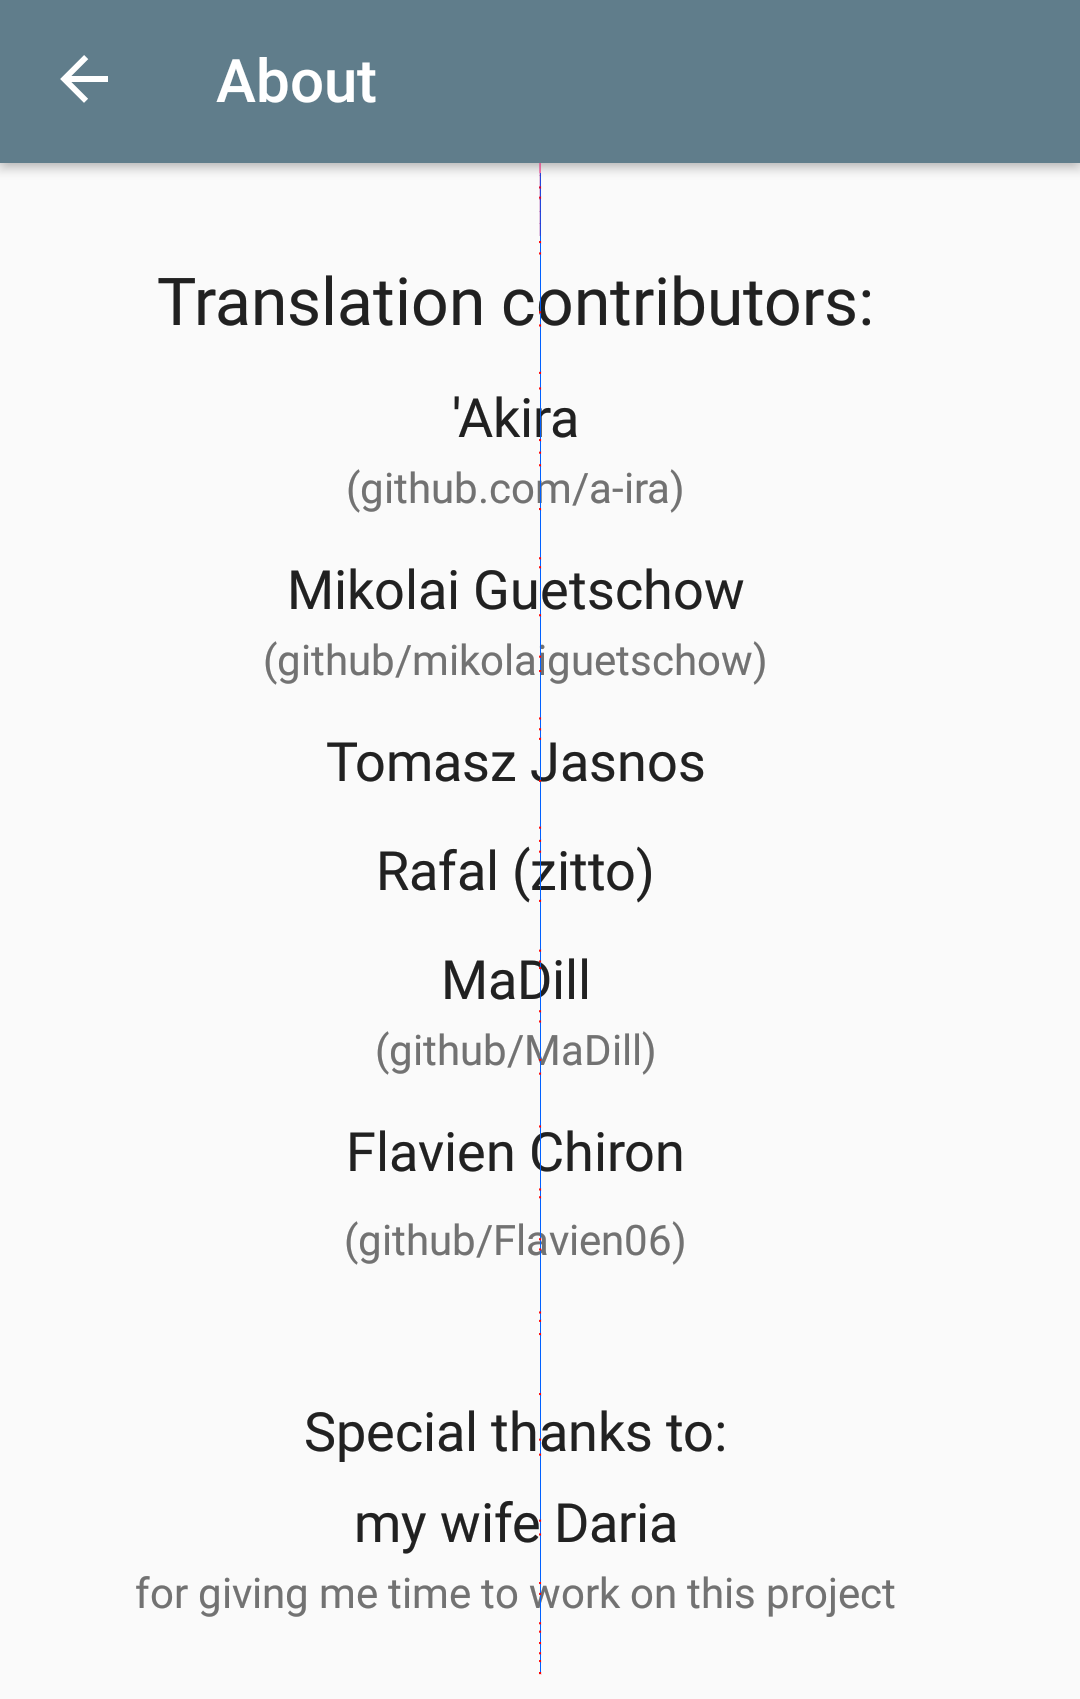 About
Translation contributors:
'Akira
(github.com/a-ira)
Mikolai Guetschow
(github/mikolaiguetschow)
Tomasz Jasnos
Rafal (zitto)
MaDill
(github/MaDill)
Flavien Chiron
(github/Flavien06)
Special thanks to:
my wife Daria
for giving me time to work on this project